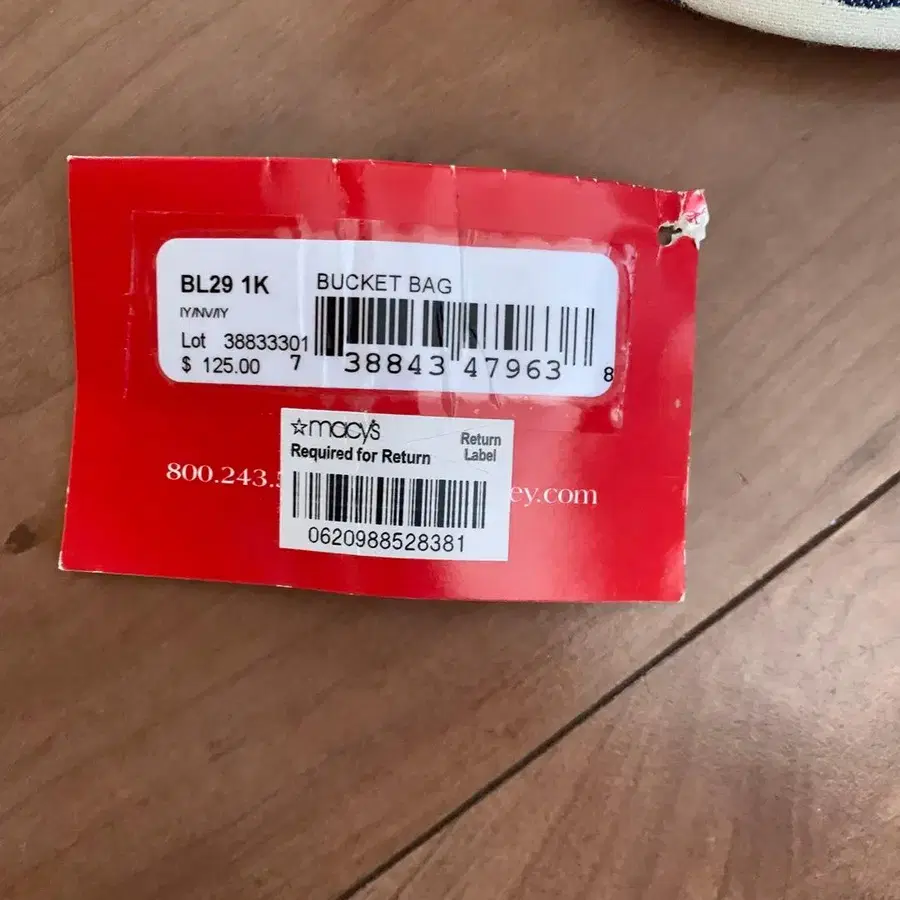 BL29 1K BUCKET BAG
IY/NV/IY
Lot 38833301
$ 125.00 7 38843 47963 8
☆macy's Return
Required for Return Label
800.243. ey.com
0620988528381